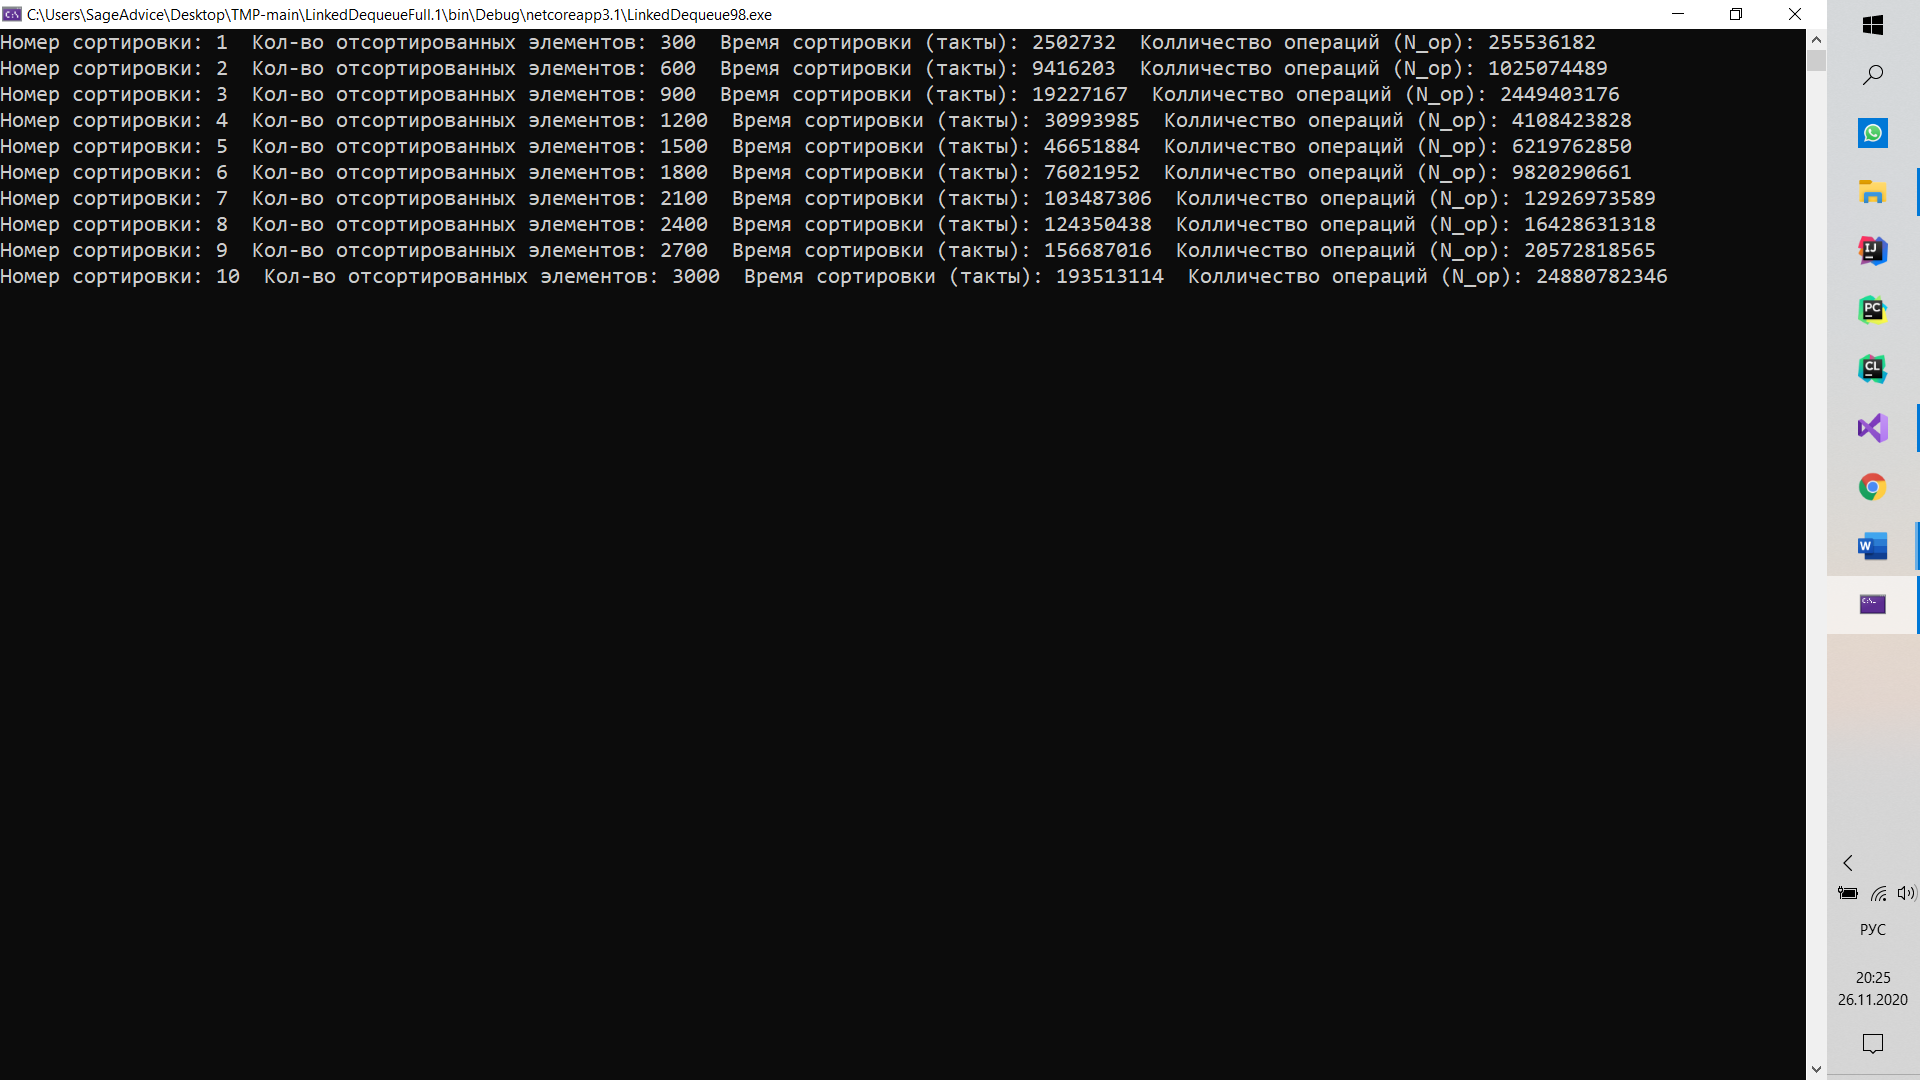 C:\Users\SageAdvice\Desktop\TMP-main\LinkedDequeueFull.1\bin\Debug\netcoreapp3.1\LinkedDequeue98.exe
Номер сортировки: 1  Кол-во отсортированных элементов: 300  Время сортировки (такты): 2502732  Колличество операций (N_op): 255536182
Номер сортировки: 2  Кол-во отсортированных элементов: 600  Время сортировки (такты): 9416203  Колличество операций (N_op): 1025074489
Номер сортировки: 3  Кол-во отсортированных элементов: 900  Время сортировки (такты): 19227167  Колличество операций (N_op): 2449403176
Номер сортировки: 4  Кол-во отсортированных элементов: 1200  Время сортировки (такты): 30993985  Колличество операций (N_op): 4108423828
Номер сортировки: 5  Кол-во отсортированных элементов: 1500  Время сортировки (такты): 46651884  Колличество операций (N_op): 6219762850
Номер сортировки: 6  Кол-во отсортированных элементов: 1800  Время сортировки (такты): 76021952  Колличество операций (N_op): 9820290661
Номер сортировки: 7  Кол-во отсортированных элементов: 2100  Время сортировки (такты): 103487306  Колличество операций (N_op): 12926973589
Номер сортировки: 8  Кол-во отсортированных элементов: 2400  Время сортировки (такты): 124350438  Колличество операций (N_op): 16428631318
Номер сортировки: 9  Кол-во отсортированных элементов: 2700  Время сортировки (такты): 156687016  Колличество операций (N_op): 20572818565
Номер сортировки: 10  Кол-во отсортированных элементов: 3000  Время сортировки (такты): 193513114  Колличество операций (N_op): 24880782346
IJ
PC
CL
W
C:\
РУС
20:25
26.11.2020